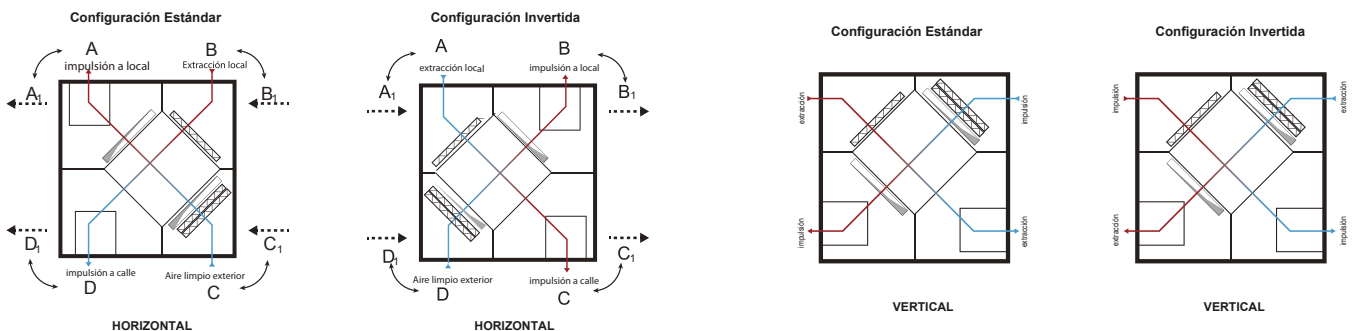 Configuración Estándar
A
B
impulsión a local
Extracción local
A1
B1
D1
C1
impulsión a calle
Aire limpio exterior
D
C
HORIZONTAL
Configuración Invertida
A
B
extracción local
impulsión a local
A1
B1
D1
C1
Aire limpio exterior
impulsión a calle
D
C
HORIZONTAL
Configuración Estándar
extracción
impulsión
impulsión
extracción
VERTICAL
Configuración Invertida
impulsión
extracción
extracción
impulsión
VERTICAL